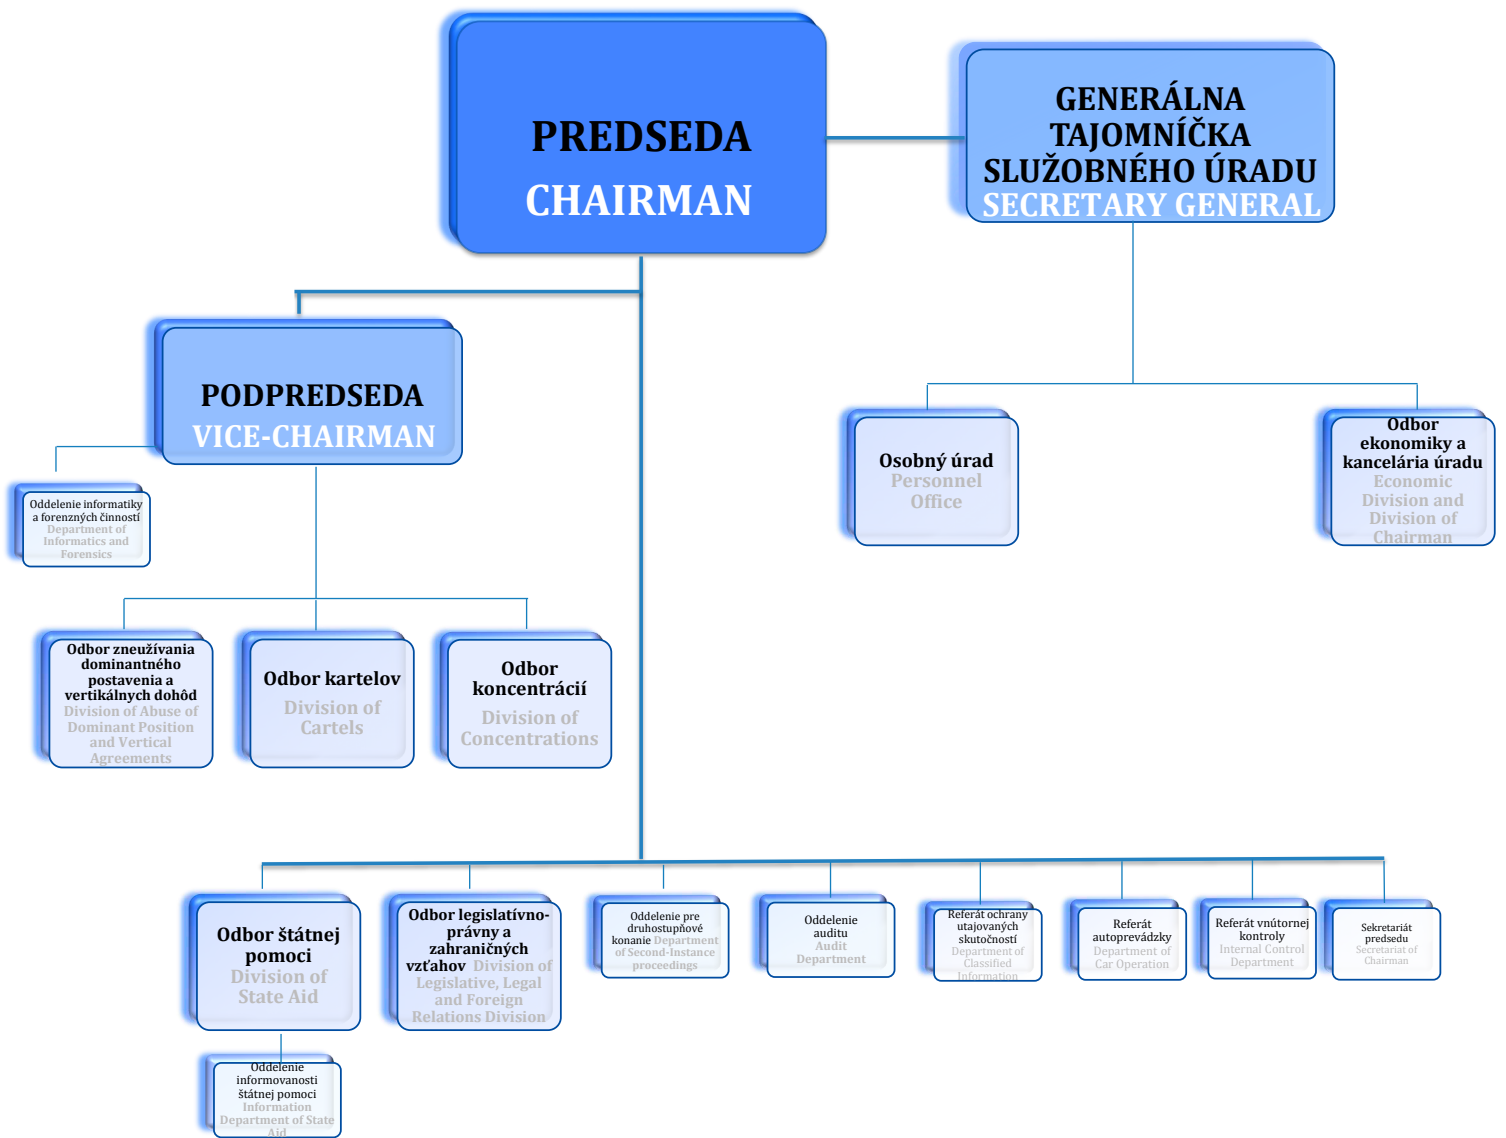 PREDSEDA
CHAIRMAN
GENERÁLNA
TAJOMNÍČKA
SLUŽOBNÉHO ÚRADU
SECRETARY GENERAL
PODPREDSEDA
VICE-CHAIRMAN
Osobný úrad
Personnel
Office
Odbor
ekonomiky a
kancelária úradu
Economic
Division and
Division of
Chairman
Oddelenie informatiky
a forenzných činností
Department of
Informatics and
Forensics
Odbor zneužívania
dominantného
postavenia a
vertikálnych dohôd
Division of Abuse of
Dominant Position
and Vertical
Agreements
Odbor kartelov
Division of
Cartels
Odbor
koncentrácií
Division of
Concentrations
Odbor štátnej
pomoci
Division of
State Aid
Odbor legislatívno-
právny a
zahraničných
vzťahov Division of
Legislative, Legal
and Foreign
Relations Division
Oddelenie pre
druhostupňové
konanie Department
of Second-Instance
proceedings
Oddelenie
auditu
Audit
Department
Referát ochrany
utajovaných
skutočností
Department of
Classified
Information
Referát
autoprevádzky
Department of
Car Operation
Referát vnútornej
kontroly
Internal Control
Department
Sekretariát
predsedu
Secretariat of
Chairman
Oddelenie
informovanosti
štátnej pomoci
Information
Department of State
Aid